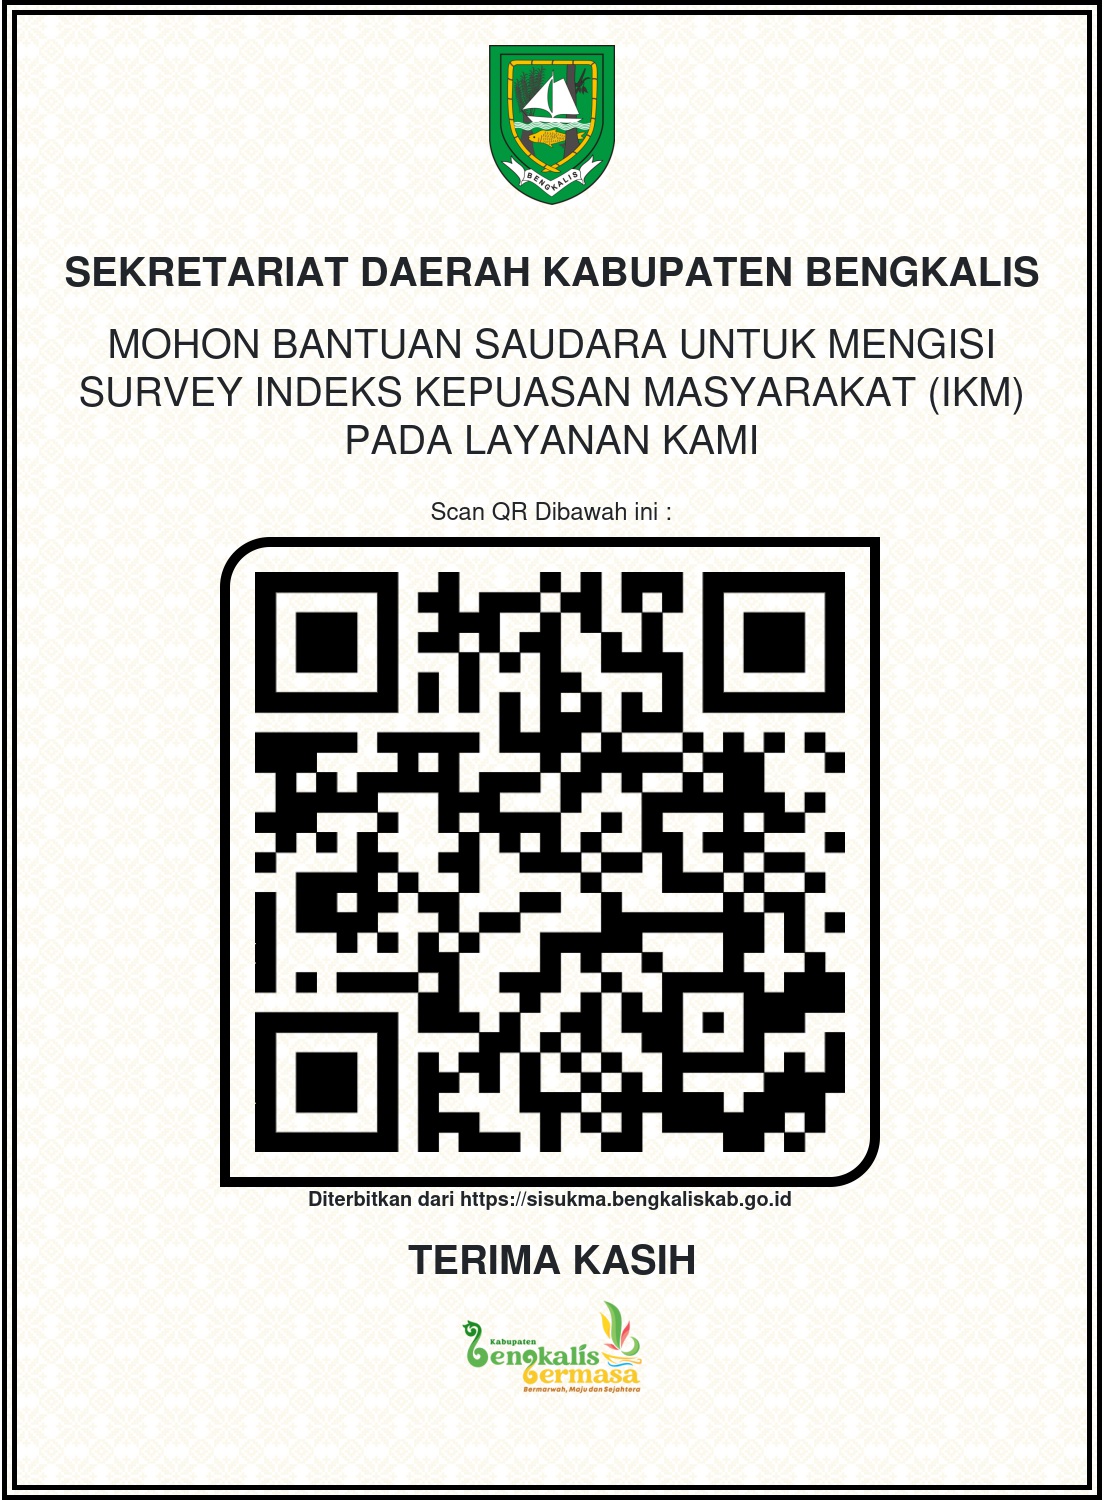 BENGKALIS
SEKRETARIAT DAERAH KABUPATEN BENGKALIS
MOHON BANTUAN SAUDARA UNTUK MENGISI
SURVEY INDEKS KEPUASAN MASYARAKAT (IKM)
PADA LAYANAN KAMI
Scan QR Dibawah ini :
Diterbitkan dari https://sisukma.bengkaliskab.go.id
TERIMA KASIH
Kabupaten
Bengkalis
Bermasa
Bermarwah, Maju dan Sejahtera